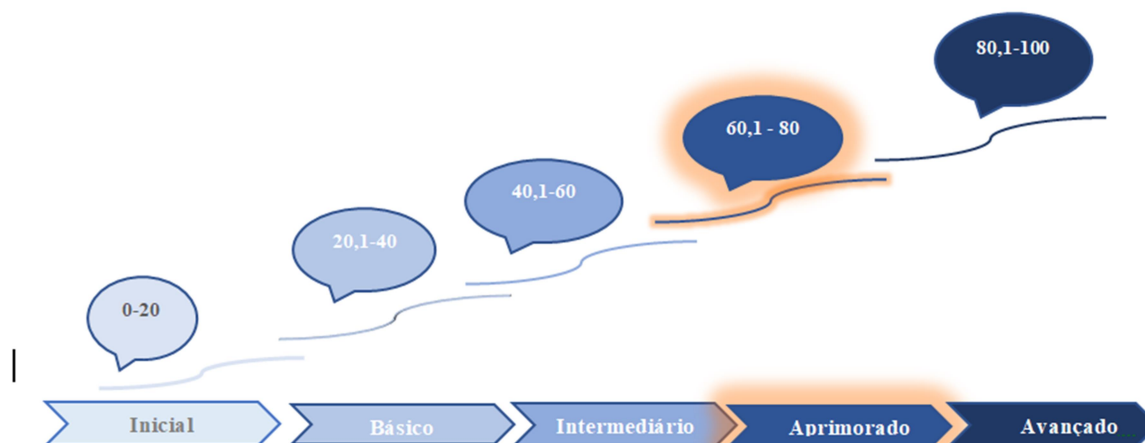 80,1-100
60,1 - 80
40,1-60
20,1-40
0-20
Inicial
Básico
Intermediário
Aprimorado
Avançado